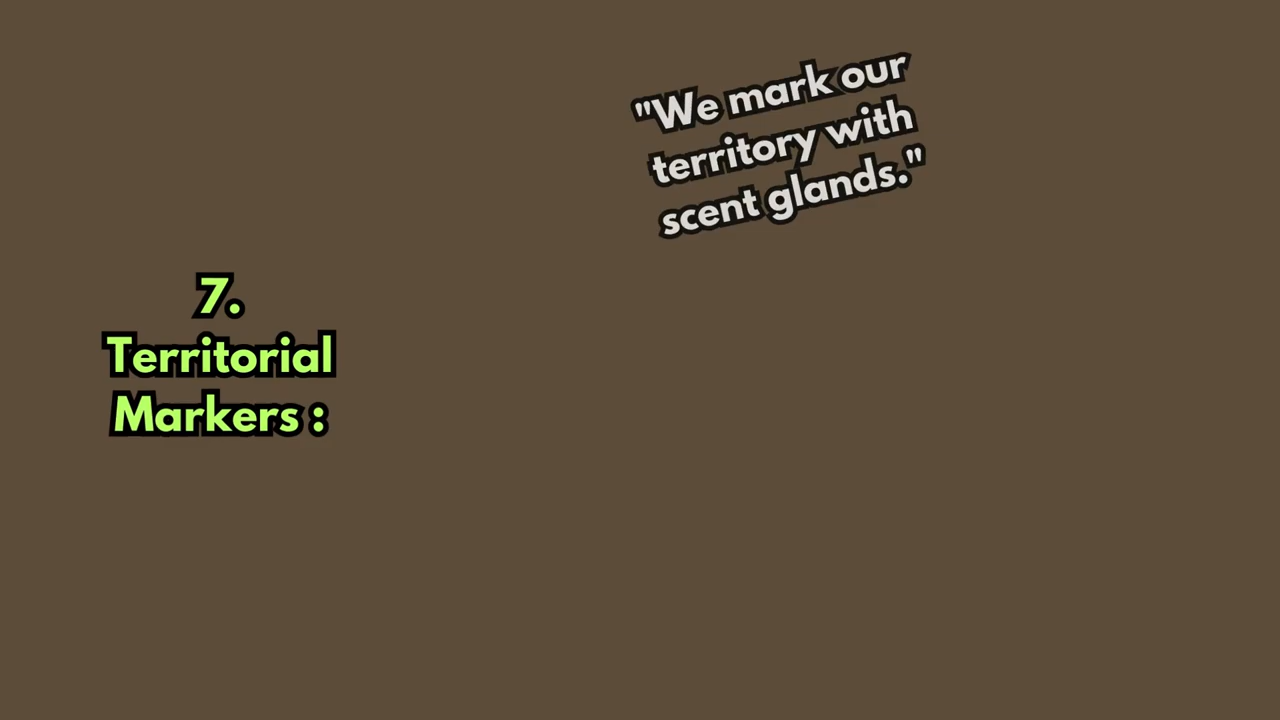 7.
Territorial
Markers :
"We mark our
territory with
scent glands."